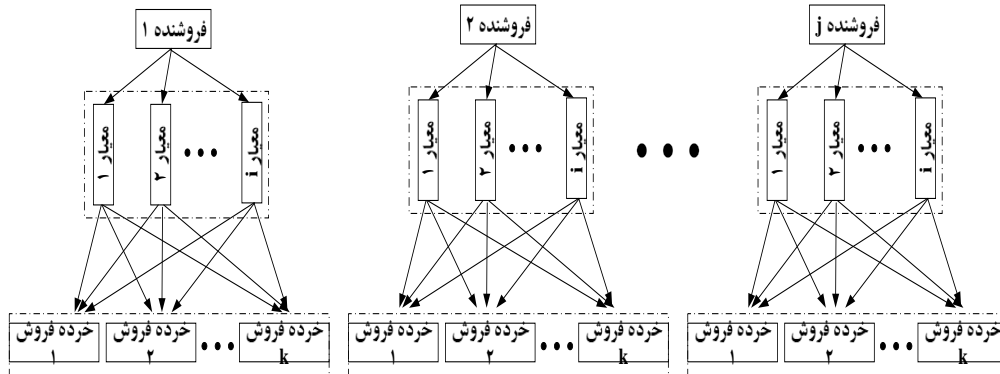 فروشنده ۱
معیار ۱
معیار ۲
معیار i
خرده فروش
۱
خرده فروش
۲
خرده فروش
k
فروشنده ۲
معیار ۱
معیار ۲
معیار i
خرده فروش
۱
خرده فروش
۲
خرده فروش
k
فروشنده j
معیار ۱
معیار ۲
معیار i
خرده فروش
۱
خرده فروش
۲
خرده فروش
k